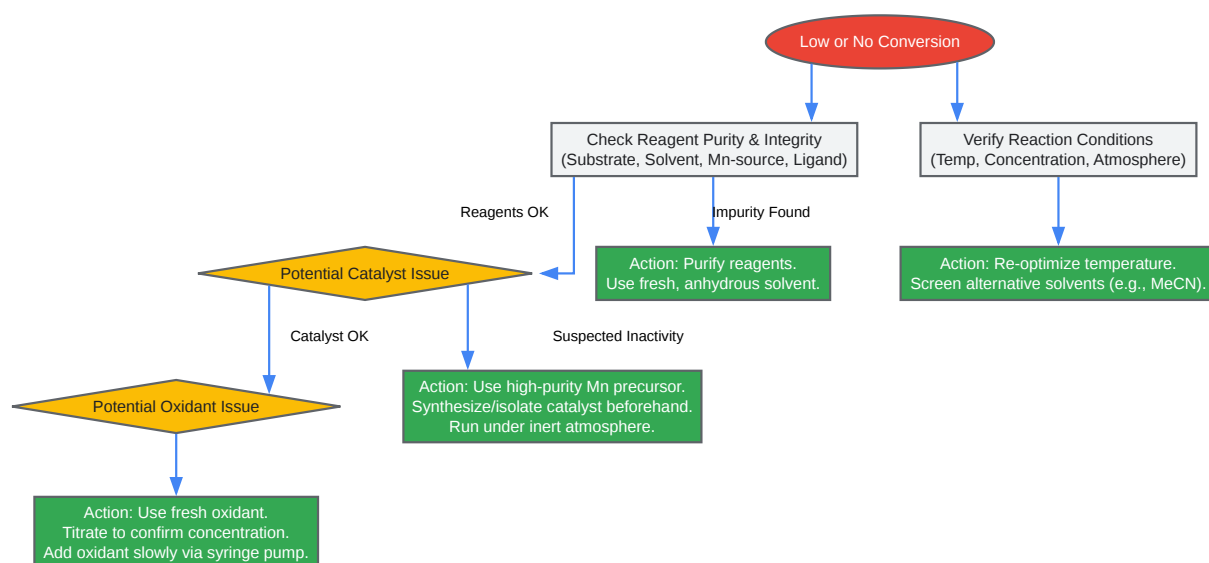 Low or No Conversion
Check Reagent Purity & Integrity
(Substrate, Solvent, Mn-source, Ligand)
Verify Reaction Conditions
(Temp, Concentration, Atmosphere)
Reagents OK
Impurity Found
Potential Catalyst Issue
Action: Purify reagents.
Use fresh, anhydrous solvent.
Action: Re-optimize temperature.
Screen alternative solvents (e.g., MeCN).
Catalyst OK
Suspected Inactivity
Potential Oxidant Issue
Action: Use high-purity Mn precursor.
Synthesize/isolate catalyst beforehand.
Run under inert atmosphere.
Action: Use fresh oxidant.
Titrate to confirm concentration.
Add oxidant slowly via syringe pump.